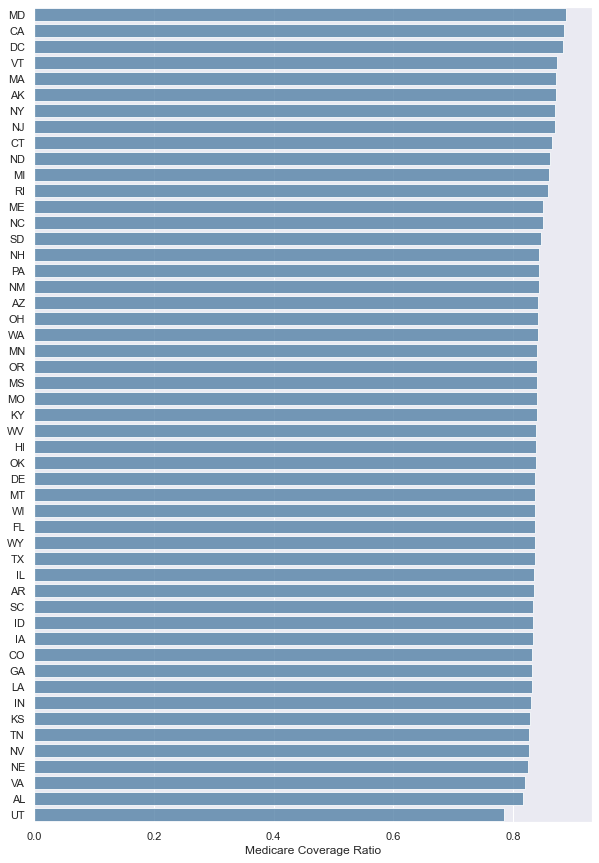 MD
CA
DC
VT
MA
AK
NY
NJ
CT
ND
MI
RI
ME
NC
SD
NH
PA
NM
AZ
OH
WA
MN
OR
MS
MO
KY
WV
HI
OK
DE
MT
WI
FL
WY
TX
IL
AR
SC
ID
IA
CO
GA
LA
IN
KS
TN
NV
NE
VA
AL
UT
0.0 0.2 0.4 0.6 0.8
Medicare Coverage Ratio